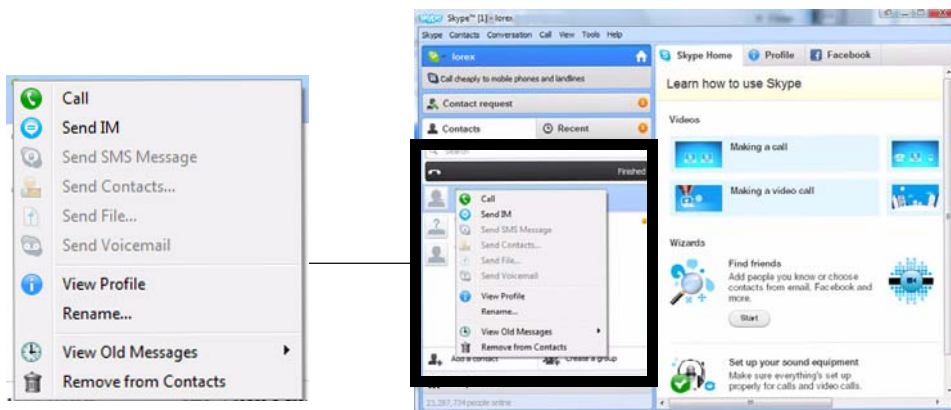 Call
Send IM
Send SMS Message
Send Contacts...
Send File...
Send Voicemail
View Profile
Rename...
View Old Messages
Remove from Contacts
Skype™ [1] - lorex
Skype Contacts Conversation Call View Tools Help
lorex
Call cheaply to mobile phones and landlines
Contact request
Contacts Recent
Search
Finished
Call
Send IM
Send SMS Message
Send Contacts...
Send File...
Send Voicemail
View Profile
Rename...
View Old Messages
Remove from Contacts
Add a contact Create a group
23,287,734 people online
Skype Home Profile Facebook
Learn how to use Skype
Videos
Making a call
Making a video call
Wizards
Find friends
Add people you know or choose
contacts from email, Facebook and
more.
Start
Set up your sound equipment
Make sure everything's set up
properly for calls and video calls.